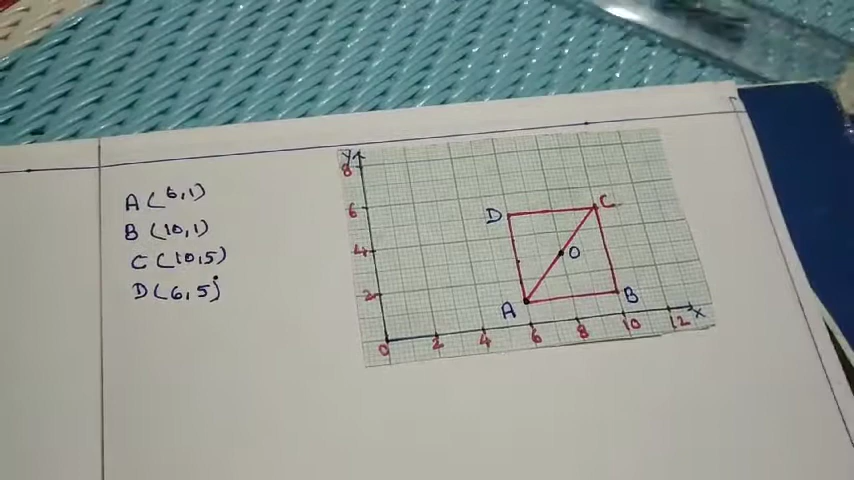 A (6,1)
B (10,1)
C (10,5)
D (6,5)
Y
8
6
4
2
D
C
O
A
B
0 2 4 6 8 10 12 X